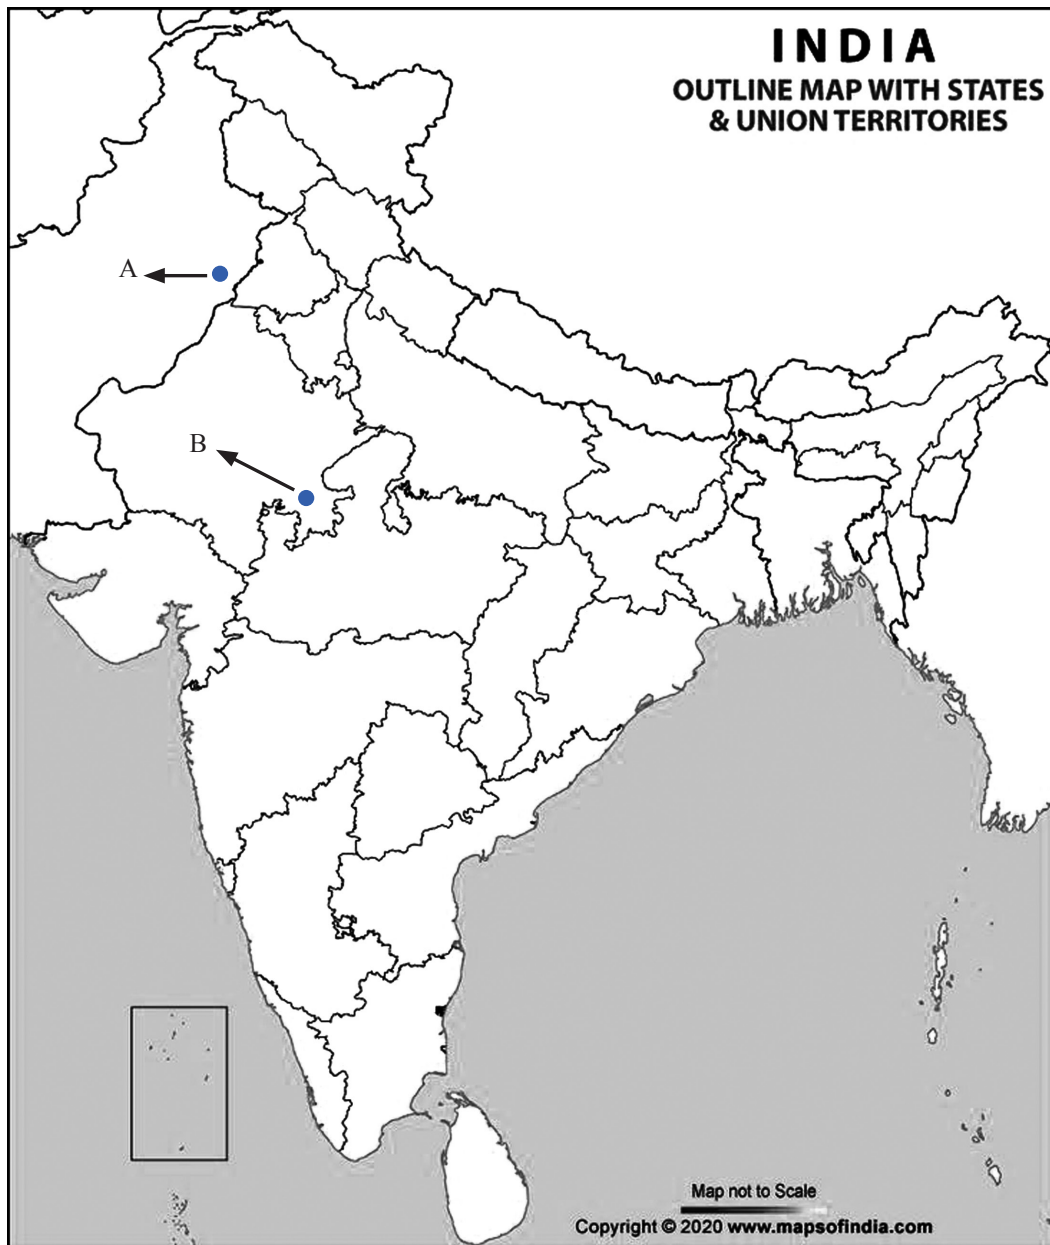 INDIA
OUTLINE MAP WITH STATES
& UNION TERRITORIES
A
B
Map not to Scale
Copyright © 2020 www.mapsofindia.com